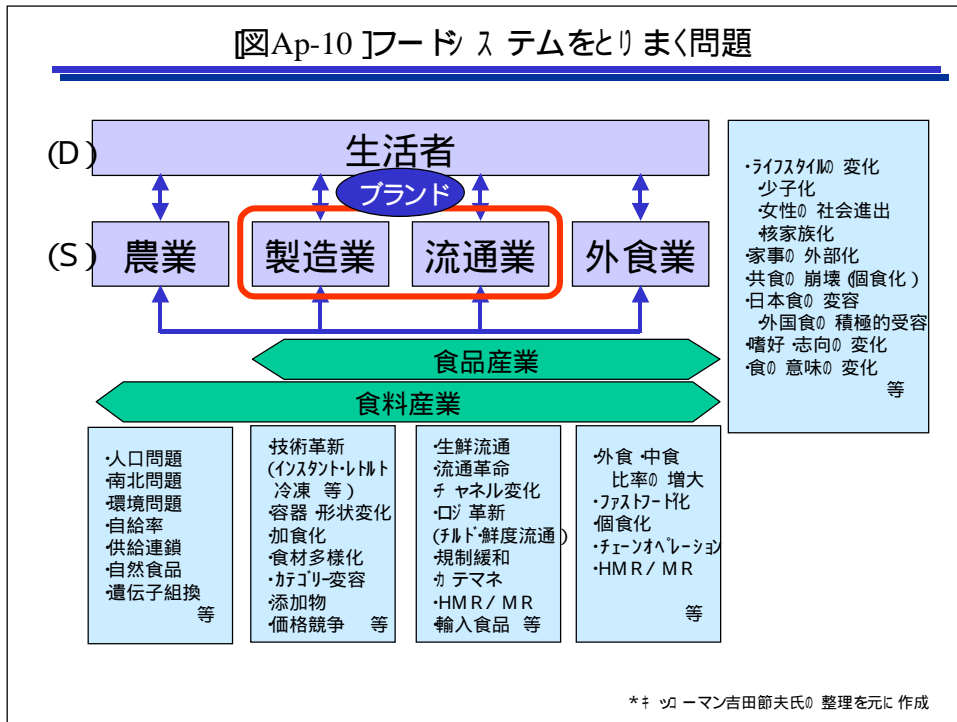 [図Ap-10 ]フードシステムをとりまく問題
(D)
生活者
ブランド
(S)
農業
製造業
流通業
外食業
食品産業
食料産業
・人口問題
・南北問題
・環境問題
・自給率
・供給連鎖
・自然食品
・遺伝子組換
等
・技術革新
(インスタント・レトルト
冷凍 等)
・容器・形状変化
・加食化
・食材多様化
・カテゴリー変容
・添加物
・価格競争 等
・生鮮流通
・流通革命
・チャネル変化
・ロジ革新
(チルド・鮮度流通)
・規制緩和
・カテマネ
・HMR/MR
・輸入食品 等
・外食・中食
比率の増大
・ファストフード化
・個食化
・チェーンオペレーション
・HMR/MR
等
・ライフスタイルの変化
・少子化
・女性の社会進出
・核家族化
・家事の外部化
・共食の崩壊(個食化)
・日本食の変容
・外国食の積極的受容
・嗜好・志向の変化
・食の意味の変化
等
*キッコーマン吉田節夫氏の整理を元に作成